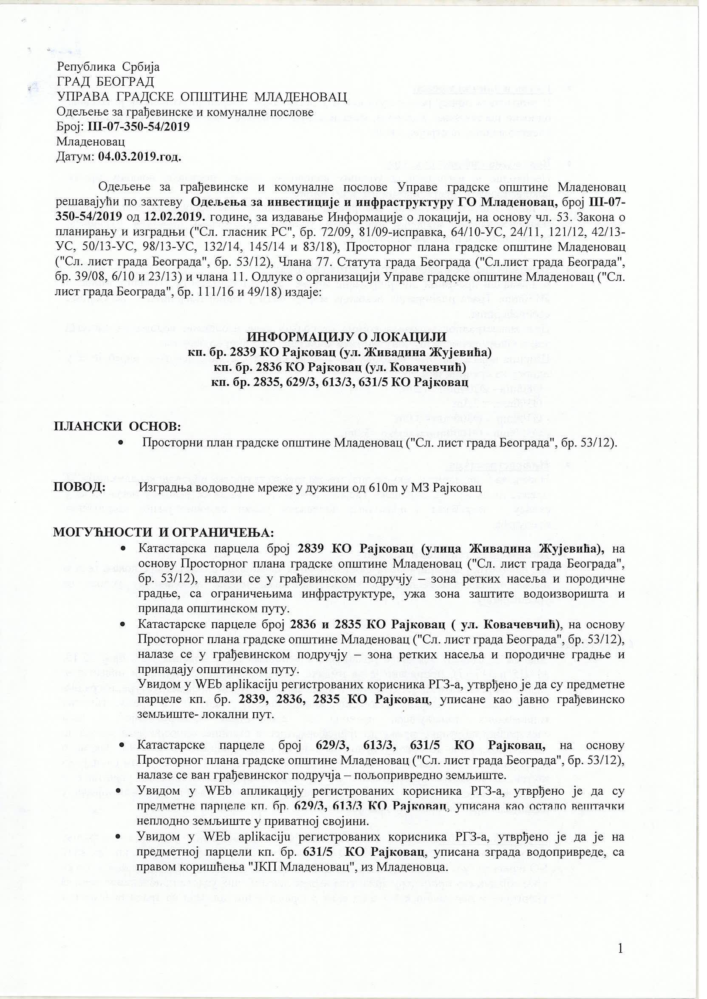 Република Србија
ГРАД БЕОГРАД
УПРАВА ГРАДСКЕ ОПШТИНЕ МЛАДЕНОВАЦ
Одељење за грађевинске и комуналне послове
Број: III-07-350-54/2019
Младеновац
Датум: 04.03.2019.год.
Одељење за грађевинске и комуналне послове Управе градске општине Младеновац
решавајући по захтеву Одељења за инвестиције и инфраструктуру ГО Младеновац, број III-07-
350-54/2019 од 12.02.2019. године, за издавање Информације о локацији, на основу чл. 53. Закона о
планирању и изградњи ("Сл. гласник РС", бр. 72/09, 81/09-исправка, 64/10-УС, 24/11, 121/12, 42/13-
УС, 50/13-УС, 98/13-УС, 132/14, 145/14 и 83/18), Просторног плана градске општине Младеновац
("Сл. лист града Београда", бр. 53/12), Члана 77. Статута града Београда ("Сл.лист града Београда",
бр. 39/08, 6/10 и 23/13) и члана 11. Одлуке о организацији Управе градске општине Младеновац ("Сл.
лист града Београда", бр. 111/16 и 49/18) издаје:
ИНФОРМАЦИЈУ О ЛОКАЦИЈИ
кп. бр. 2839 КО Рајковац (ул. Живадина Жујевића)
кп. бр. 2836 КО Рајковац (ул. Ковачевчић)
кп. бр. 2835, 629/3, 613/3, 631/5 КО Рајковац
ПЛАНСКИ ОСНОВ:
• Просторни план градске општине Младеновац ("Сл. лист града Београда", бр. 53/12).
ПОВОД: Изградња водоводне мреже у дужини од 610m у МЗ Рајковац
МОГУЋНОСТИ И ОГРАНИЧЕЊА:
• Катастарска парцела број 2839 КО Рајковац (улица Живадина Жујевића), на
основу Просторног плана градске општине Младеновац ("Сл. лист града Београда",
бр. 53/12), налази се у грађевинском подручју – зона ретких насеља и породичне
градње, са ограничењима инфраструктуре, ужа зона заштите водоизворишта и
припада општинском путу.
• Катастарске парцеле број 2836 и 2835 КО Рајковац ( ул. Ковачевчић), на основу
Просторног плана градске општине Младеновац ("Сл. лист града Београда", бр. 53/12),
налазе се у грађевинском подручју – зона ретких насеља и породичне градње и
припадају општинском путу.
Увидом у WEb aplikaciju регистрованих корисника РГЗ-а, утврђено је да су предметне
парцеле кп. бр. 2839, 2836, 2835 КО Рајковац, уписане као јавно грађевинско
земљиште- локални пут.
• Катастарске парцеле број 629/3, 613/3, 631/5 КО Рајковац, на основу
Просторног плана градске општине Младеновац ("Сл. лист града Београда", бр. 53/12),
налазе се ван грађевинског подручја – пољопривредно земљиште.
• Увидом у WEb апликацију регистрованих корисника РГЗ-а, утврђено је да су
предметне парцеле кп. бр. 629/3, 613/3 КО Рајковац, уписана као остало вештачки
неплодно земљиште у приватној својини.
• Увидом у WEb aplikaciju регистрованих корисника РГЗ-а, утврђено је да је на
предметној парцели кп. бр. 631/5 КО Рајковац, уписана зграда водопривреде, са
правом коришћења "ЈКП Младеновац", из Младеновца.
1